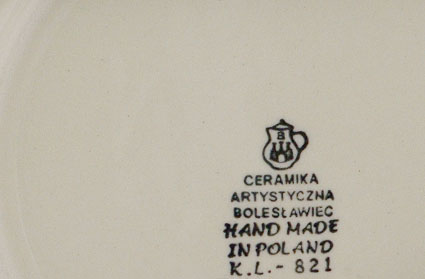 B
CERAMIKA
ARTYSTYCZNA
BOLESŁAWIEC
HAND MADE
IN POLAND
K.L.- 821